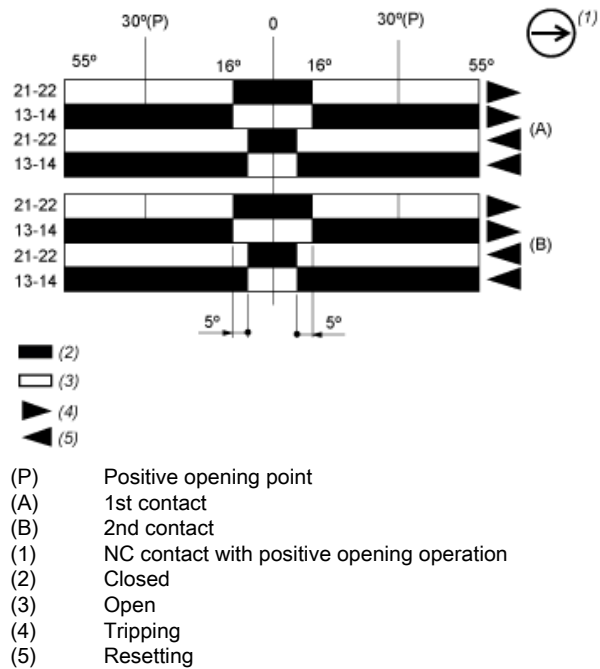 30º(P) 0 30º(P) (1)
55º 16º 16º 55º
21-22
13-14
(A)
21-22
13-14
21-22
13-14
(B)
21-22
13-14
5º 5º
(2)
(3)
(4)
(5)
(P) Positive opening point
(A) 1st contact
(B) 2nd contact
(1) NC contact with positive opening operation
(2) Closed
(3) Open
(4) Tripping
(5) Resetting